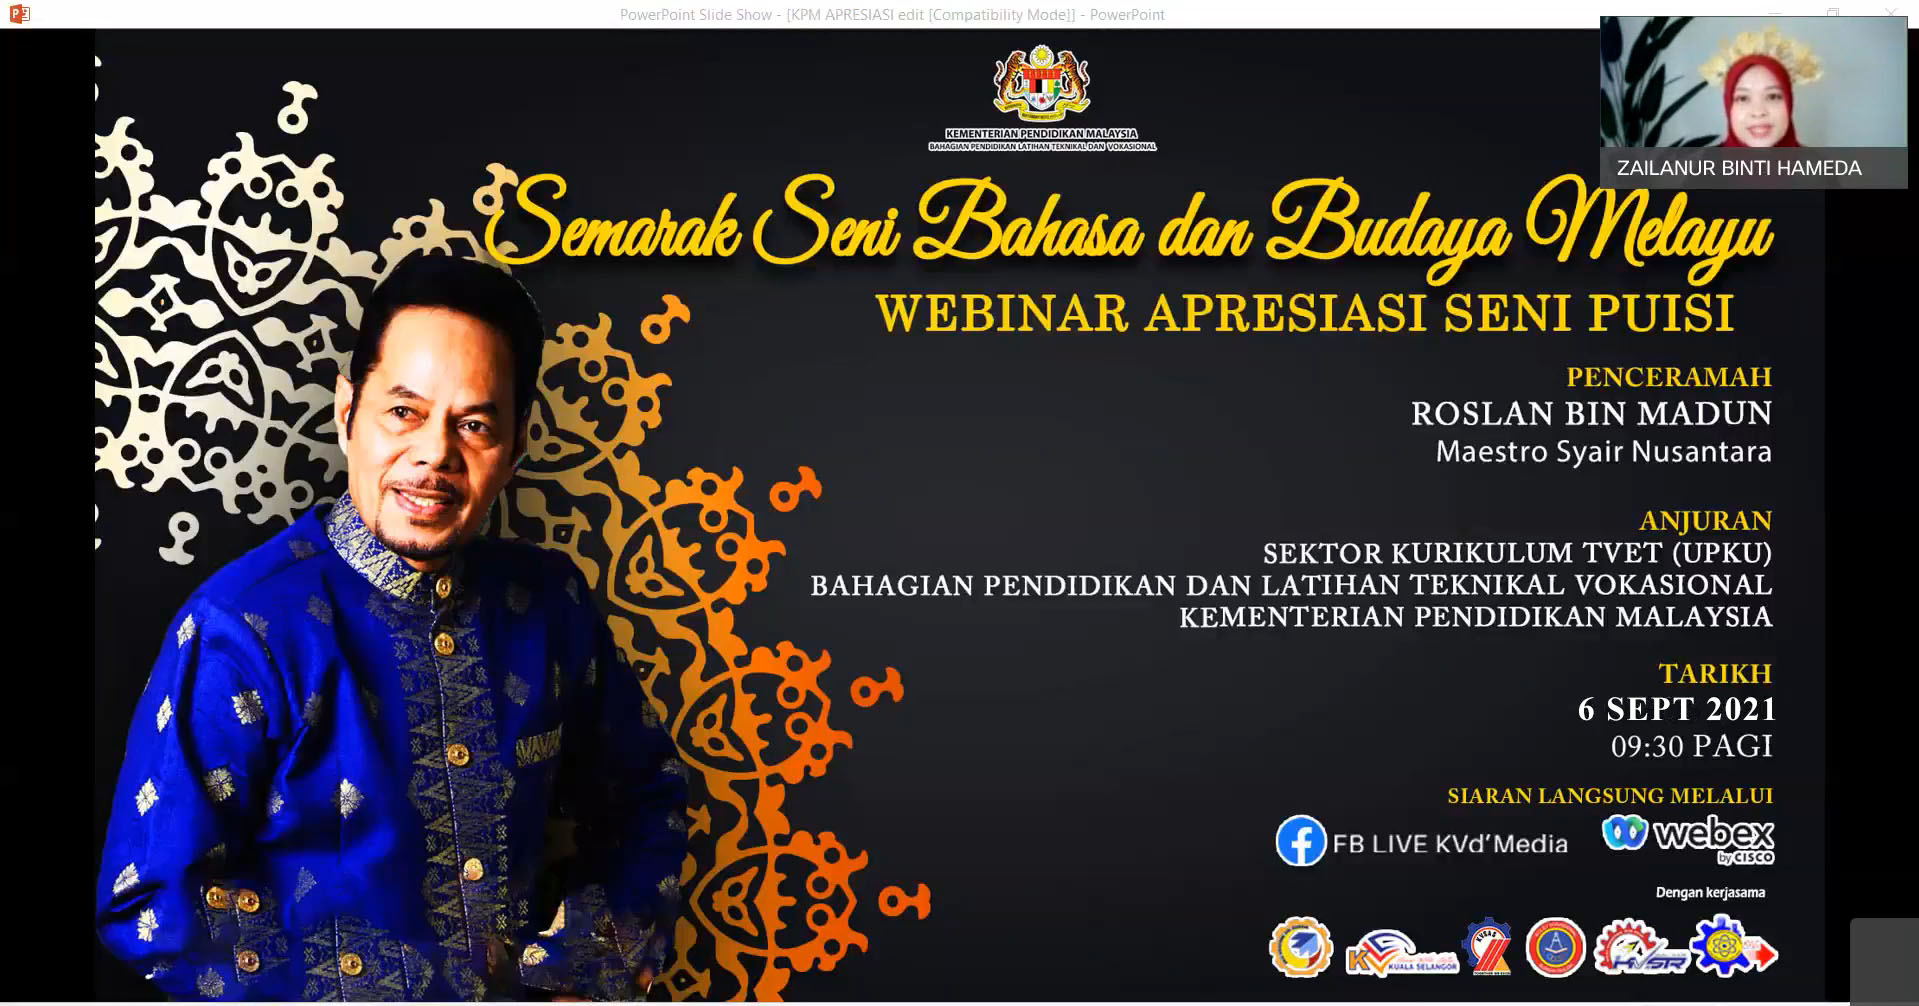 PowerPoint Slide Show - [KPM APRESIASI edit [Compatibility Mode]] - PowerPoint
ZAILANUR BINTI HAMEDA
KEMENTERIAN PENDIDIKAN MALAYSIA
BAHAGIAN PENDIDIKAN LATIHAN TEKNIKAL DAN VOKASIONAL
Semarak Seni Bahasa dan Budaya Melayu
WEBINAR APRESIASI SENI PUISI
PENCERAMAH
ROSLAN BIN MADUN
Maestro Syair Nusantara
ANJURAN
SEKTOR KURIKULUM TVET (UPKU)
BAHAGIAN PENDIDIKAN DAN LATIHAN TEKNIKAL VOKASIONAL
KEMENTERIAN PENDIDIKAN MALAYSIA
TARIKH
6 SEPT 2021
09:30 PAGI
SIARAN LANGSUNG MELALUI
FB LIVE KVd'Media
webex
by CISCO
Dengan kerjasama
KUALA SELANGOR